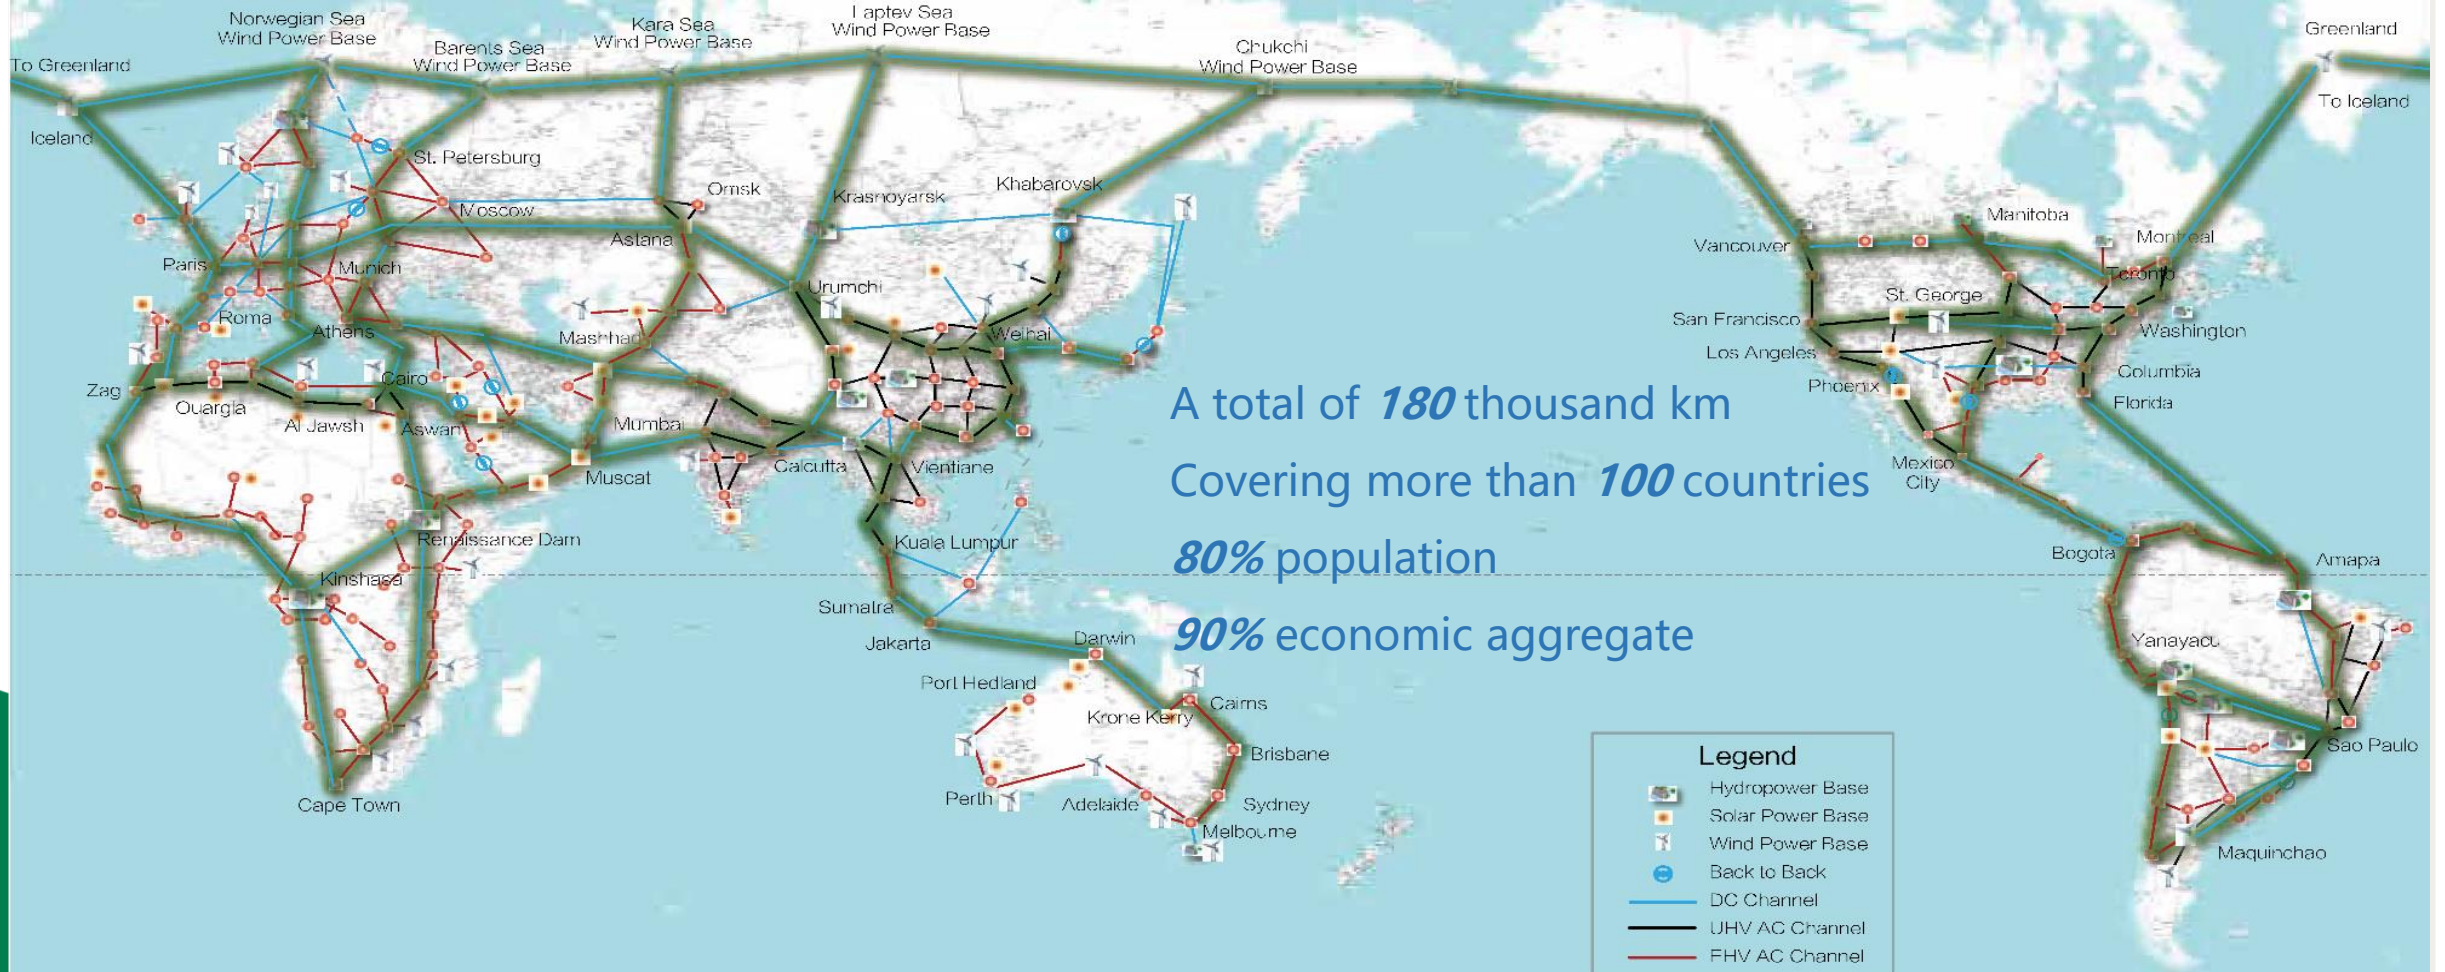 Norwegian Sea
Wind Power Base
Barents Sea
Wind Power Base
Kara Sea
Wind Power Base
Laptev Sea
Wind Power Base
Chukchi
Wind Power Base
Greenland
To Greenland
To Iceland
Iceland
St. Petersburg
Omsk
Krasnoyarsk
Khabarovsk
Moscow
Astana
Manitoba
Montreal
Vancouver
Paris
Munich
Toronto
Urumchi
St. George
Roma
Athens
Mashhad
Weihai
San Francisco
Washington
Los Angeles
Zag
Cairo
Phoenix
Columbia
Ouargla
Florida
Al Jawsh
Aswan
Mumbai
A total of 180 thousand km
Muscat
Calcutta
Vientiane
Mexico
City
Covering more than 100 countries
Renaissance Dam
Kuala Lumpur
80% population
Bogota
Amapa
Kinshasa
Sumatra
Jakarta
Darwin
90% economic aggregate
Yanayacu
Port Hedland
Krone Kerry
Cairns
Brisbane
Sao Paulo
Cape Town
Perth
Adelaide
Sydney
Melbourne
Maquinchao
Legend
Hydropower Base
Solar Power Base
Wind Power Base
Back to Back
DC Channel
UHV AC Channel
EHV AC Channel